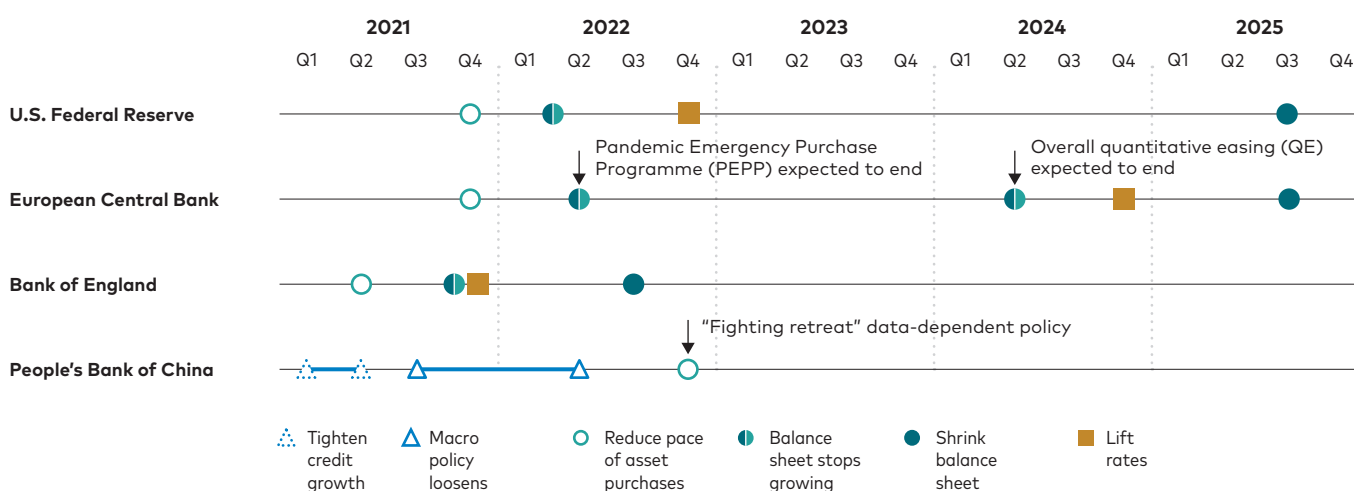 2021 2022 2023 2024 2025
Q1 Q2 Q3 Q4 Q1 Q2 Q3 Q4 Q1 Q2 Q3 Q4 Q1 Q2 Q3 Q4 Q1 Q2 Q3 Q4
U.S. Federal Reserve
Pandemic Emergency Purchase
Programme (PEPP) expected to end
Overall quantitative easing (QE)
expected to end
European Central Bank
Bank of England
“Fighting retreat” data-dependent policy
People’s Bank of China
Tighten
credit
growth
Macro
policy
loosens
Reduce pace
of asset
purchases
Balance
sheet stops
growing
Shrink
balance
sheet
Lift
rates